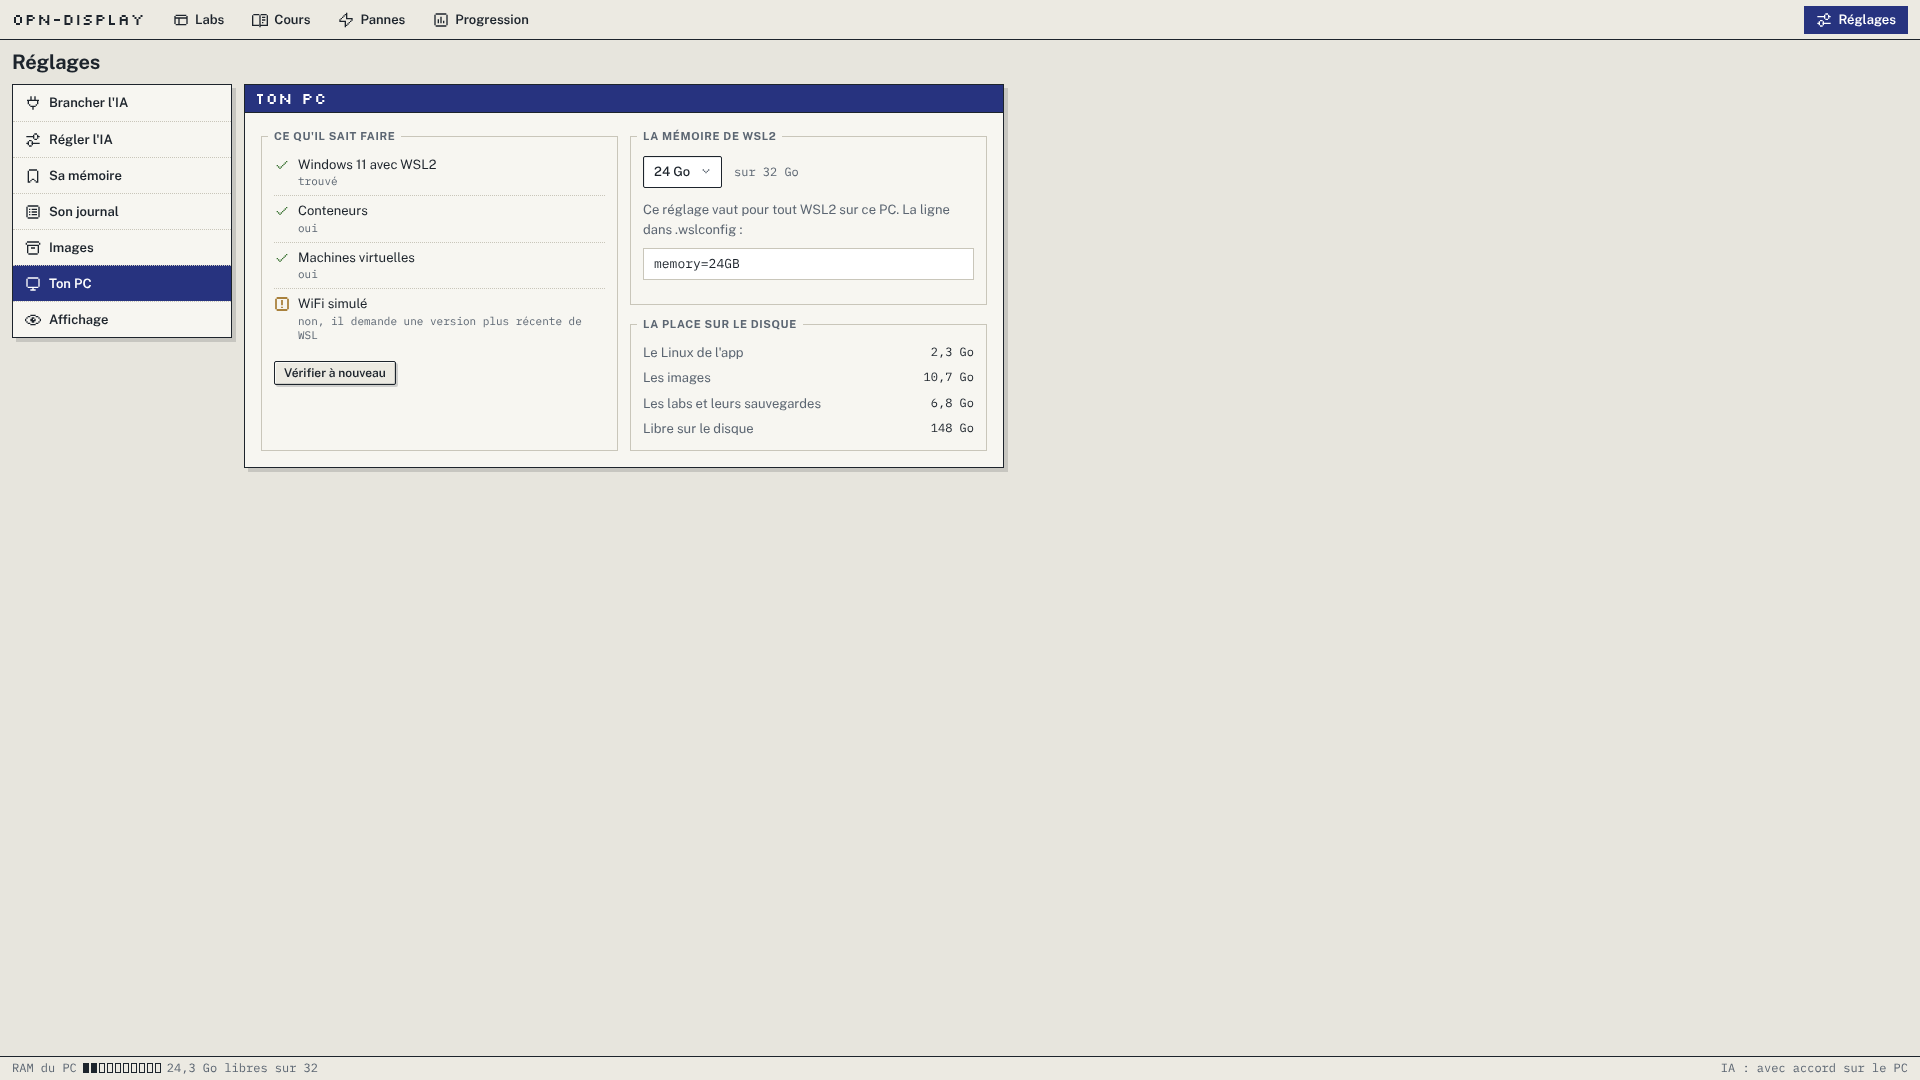 OPN-DISPLAY
Labs
Cours
Pannes
Progression
Réglages
Réglages
Brancher l'IA
Régler l'IA
Sa mémoire
Son journal
Images
Ton PC
Affichage
TON PC
CE QU'IL SAIT FAIRE
Windows 11 avec WSL2
trouvé
Conteneurs
oui
Machines virtuelles
oui
WiFi simulé
non, il demande une version plus récente de
WSL
Vérifier à nouveau
LA MÉMOIRE DE WSL2
24 Go
sur 32 Go
Ce réglage vaut pour tout WSL2 sur ce PC. La ligne
dans .wslconfig :
memory=24GB
LA PLACE SUR LE DISQUE
Le Linux de l'app 2,3 Go
Les images 10,7 Go
Les labs et leurs sauvegardes 6,8 Go
Libre sur le disque 148 Go
RAM du PC 24,3 Go libres sur 32
IA : avec accord sur le PC